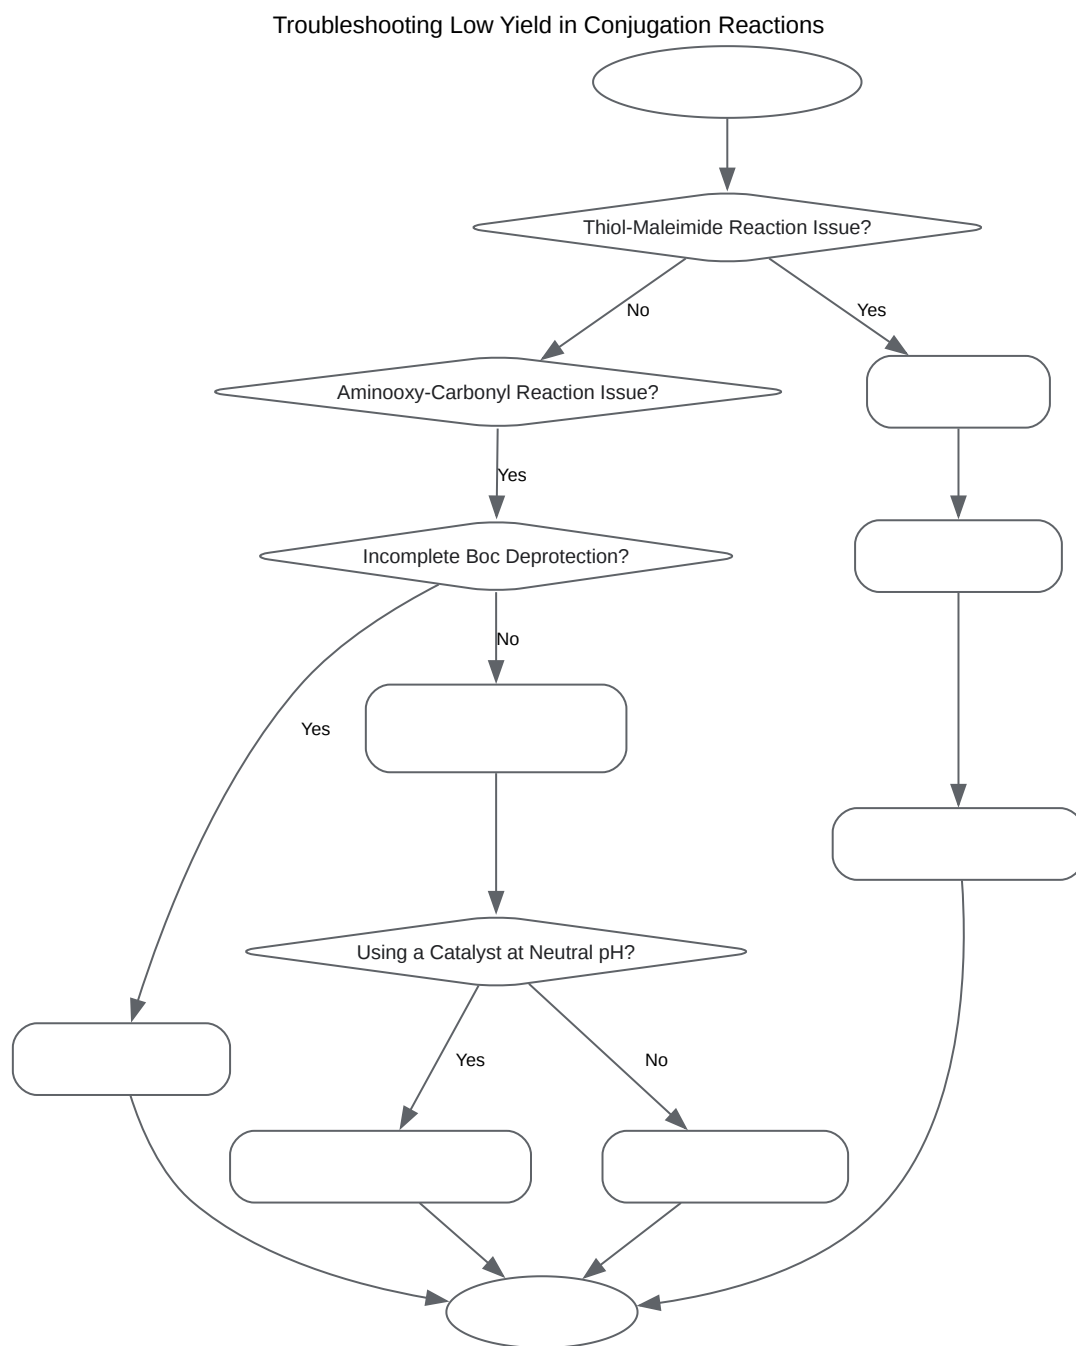 Troubleshooting Low Yield in Conjugation Reactions
Thiol-Maleimide Reaction Issue?
No
Yes
Aminooxy-Carbonyl Reaction Issue?
Yes
Incomplete Boc Deprotection?
No
Yes
Using a Catalyst at Neutral pH?
Yes
No